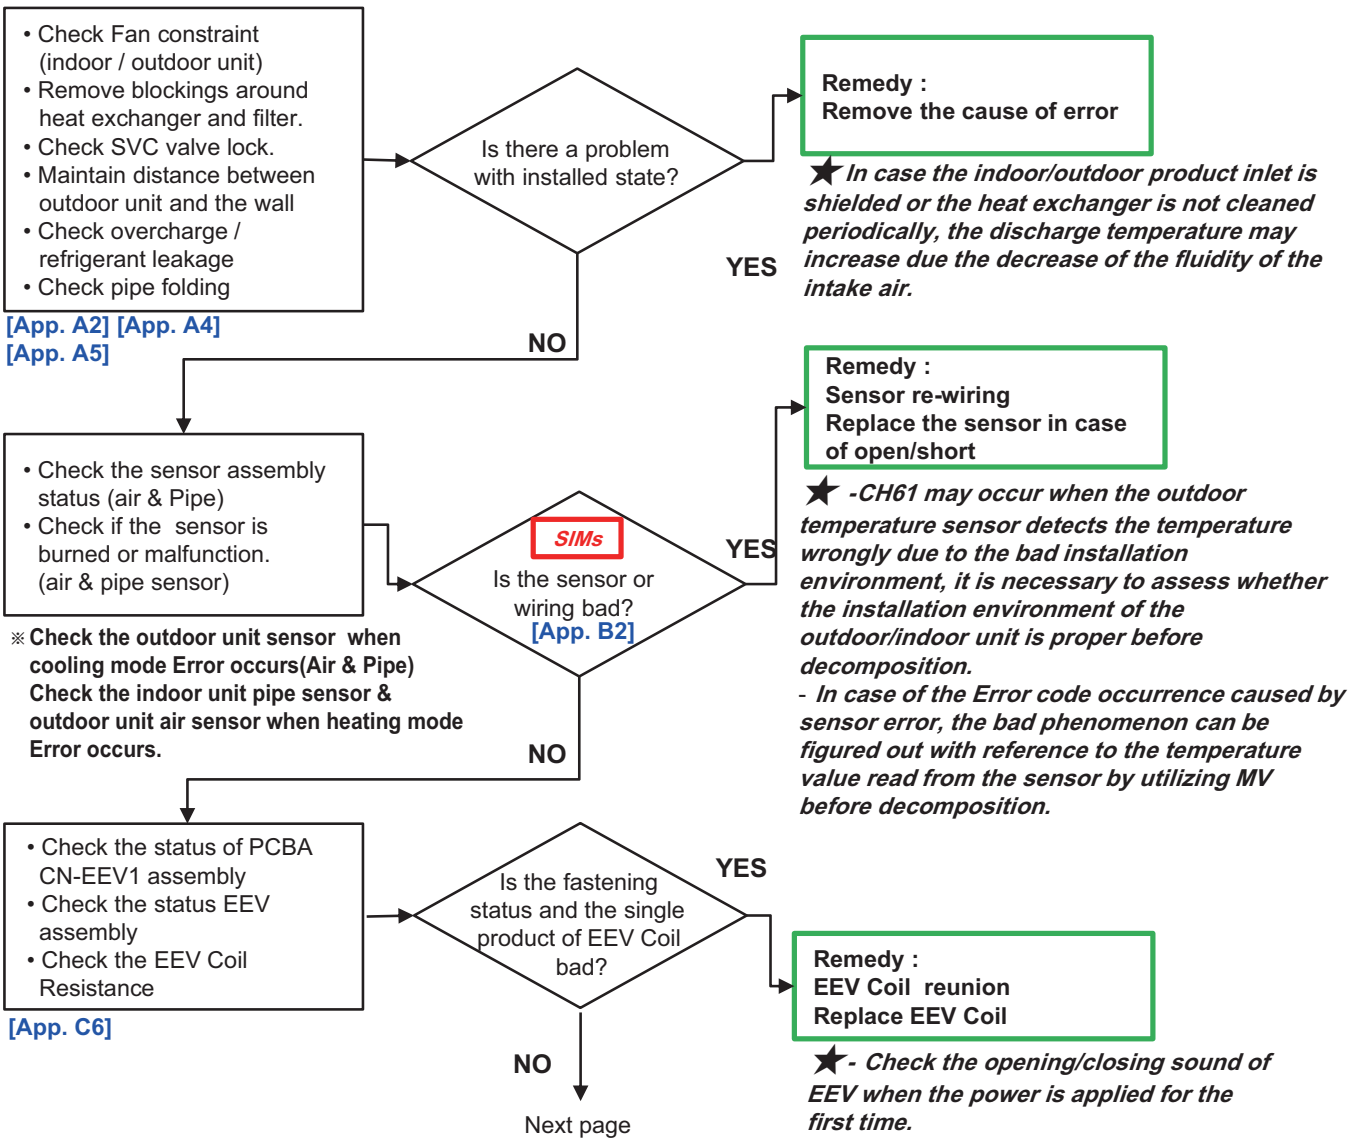 • Check Fan constraint
(indoor / outdoor unit)
• Remove blockings around
heat exchanger and filter.
• Check SVC valve lock.
• Maintain distance between
outdoor unit and the wall
• Check overcharge /
refrigerant leakage
• Check pipe folding
[App. A2] [App. A4]
[App. A5]
Is there a problem
with installed state?
YES
NO
Remedy :
Remove the cause of error
★ In case the indoor/outdoor product inlet is
shielded or the heat exchanger is not cleaned
periodically, the discharge temperature may
increase due the decrease of the fluidity of the
intake air.
• Check the sensor assembly
status (air & Pipe)
• Check if the sensor is
burned or malfunction.
(air & pipe sensor)
※ Check the outdoor unit sensor when
cooling mode Error occurs(Air & Pipe)
Check the indoor unit pipe sensor &
outdoor unit air sensor when heating mode
Error occurs.
SIMs
Is the sensor or
wiring bad?
[App. B2]
YES
NO
Remedy :
Sensor re-wiring
Replace the sensor in case
of open/short
★ -CH61 may occur when the outdoor
temperature sensor detects the temperature
wrongly due to the bad installation
environment, it is necessary to assess whether
the installation environment of the
outdoor/indoor unit is proper before
decomposition.
- In case of the Error code occurrence caused by
sensor error, the bad phenomenon can be
figured out with reference to the temperature
value read from the sensor by utilizing MV
before decomposition.
• Check the status of PCBA
CN-EEV1 assembly
• Check the status EEV
assembly
• Check the EEV Coil
Resistance
[App. C6]
Is the fastening
status and the single
product of EEV Coil
bad?
YES
NO
Next page
Remedy :
EEV Coil reunion
Replace EEV Coil
★ - Check the opening/closing sound of
EEV when the power is applied for the
first time.